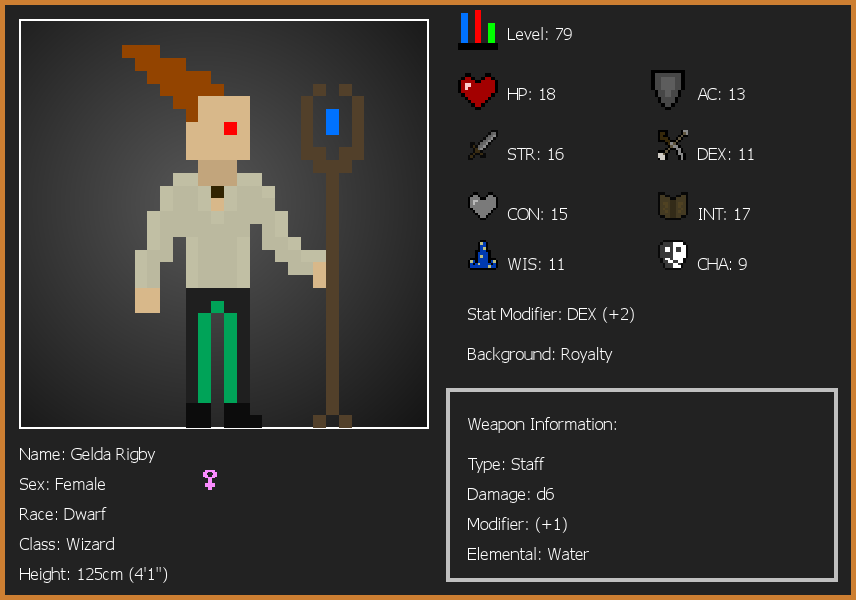 Level: 79
HP: 18
AC: 13
STR: 16
DEX: 11
CON: 15
INT: 17
WIS: 11
CHA: 9
Stat Modifier: DEX (+2)
Background: Royalty
Weapon Information:
Type: Staff
Damage: d6
Modifier: (+1)
Elemental: Water
Name: Gelda Rigby
Sex: Female
Race: Dwarf
Class: Wizard
Height: 125cm (4'1")